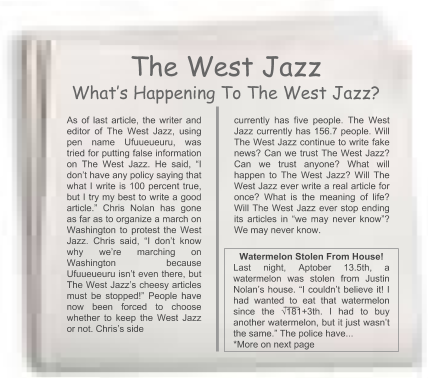 The West Jazz
What's Happening To The West Jazz?
As of last article, the writer and
editor of The West Jazz, using
pen name Ufuueueuru, was
tried for putting false information
on The West Jazz. He said, “I
don't have any policy saying that
what I write is 100 percent true,
but I try my best to write a good
article.” Chris Nolan has gone
as far as to organize a march on
Washington to protest the West
Jazz. Chris said, “I don't know
why we're marching on
Washington because
Ufuueueuru isn't even there, but
The West Jazz's cheesy articles
must be stopped!” People have
now been forced to choose
whether to keep the West Jazz
or not. Chris's side
currently has five people. The West
Jazz currently has 156.7 people. Will
The West Jazz continue to write fake
news? Can we trust The West Jazz?
Can we trust anyone? What will
happen to The West Jazz? Will The
West Jazz ever write a real article for
once? What is the meaning of life?
Will The West Jazz ever stop ending
its articles in “we may never know”?
We may never know.
Watermelon Stolen From House!
Last night, Aptober 13.5th, a
watermelon was stolen from Justin
Nolan's house. “I couldn't believe it! I
had wanted to eat that watermelon
since the √181+3th. I had to buy
another watermelon, but it just wasn't
the same.” The police have...
*More on next page